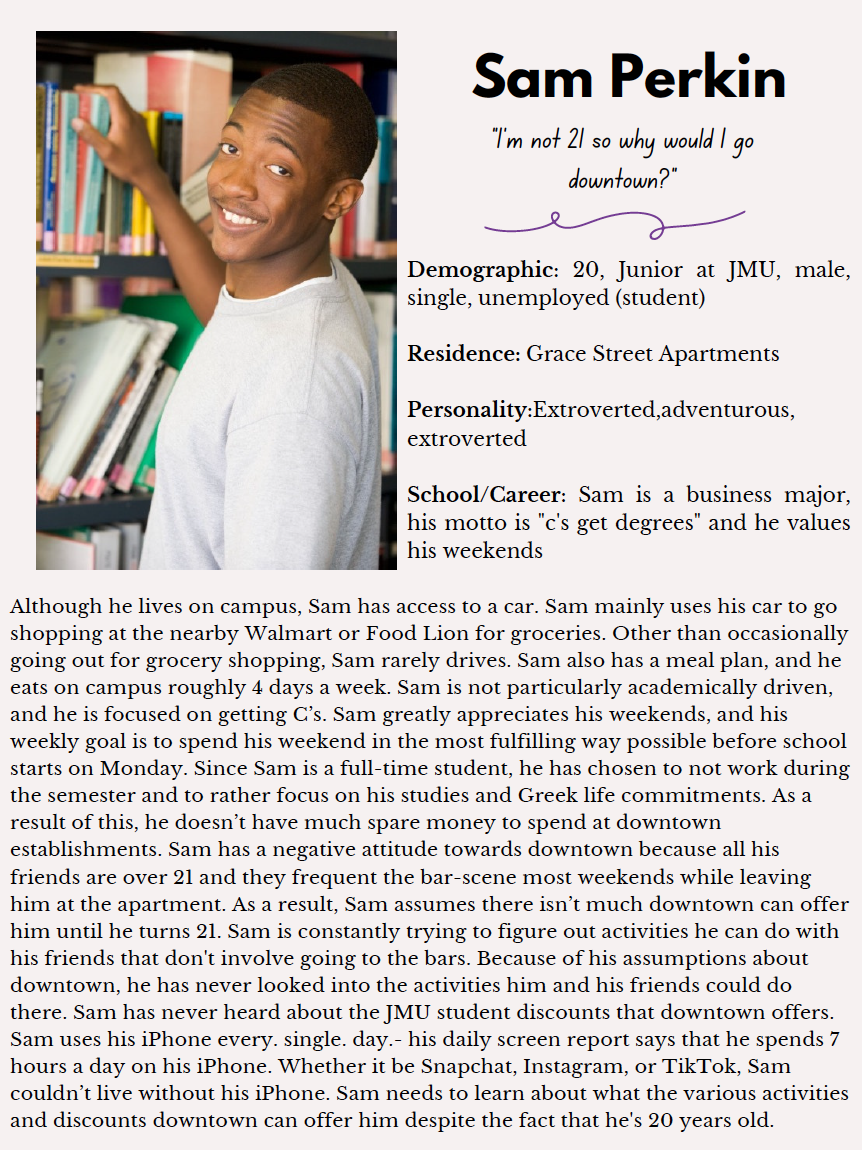 Sam Perkin
"I'm not 21 so why would I go
downtown?"
Demographic: 20, Junior at JMU, male,
single, unemployed (student)
Residence: Grace Street Apartments
Personality:Extroverted,adventurous,
extroverted
School/Career: Sam is a business major,
his motto is "c's get degrees" and he values
his weekends
Although he lives on campus, Sam has access to a car. Sam mainly uses his car to go
shopping at the nearby Walmart or Food Lion for groceries. Other than occasionally
going out for grocery shopping, Sam rarely drives. Sam also has a meal plan, and he
eats on campus roughly 4 days a week. Sam is not particularly academically driven,
and he is focused on getting C’s. Sam greatly appreciates his weekends, and his
weekly goal is to spend his weekend in the most fulfilling way possible before school
starts on Monday. Since Sam is a full-time student, he has chosen to not work during
the semester and to rather focus on his studies and Greek life commitments. As a
result of this, he doesn’t have much spare money to spend at downtown
establishments. Sam has a negative attitude towards downtown because all his
friends are over 21 and they frequent the bar-scene most weekends while leaving
him at the apartment. As a result, Sam assumes there isn’t much downtown can offer
him until he turns 21. Sam is constantly trying to figure out activities he can do with
his friends that don't involve going to the bars. Because of his assumptions about
downtown, he has never looked into the activities him and his friends could do
there. Sam has never heard about the JMU student discounts that downtown offers.
Sam uses his iPhone every. single. day.- his daily screen report says that he spends 7
hours a day on his iPhone. Whether it be Snapchat, Instagram, or TikTok, Sam
couldn’t live without his iPhone. Sam needs to learn about what the various activities
and discounts downtown can offer him despite the fact that he's 20 years old.